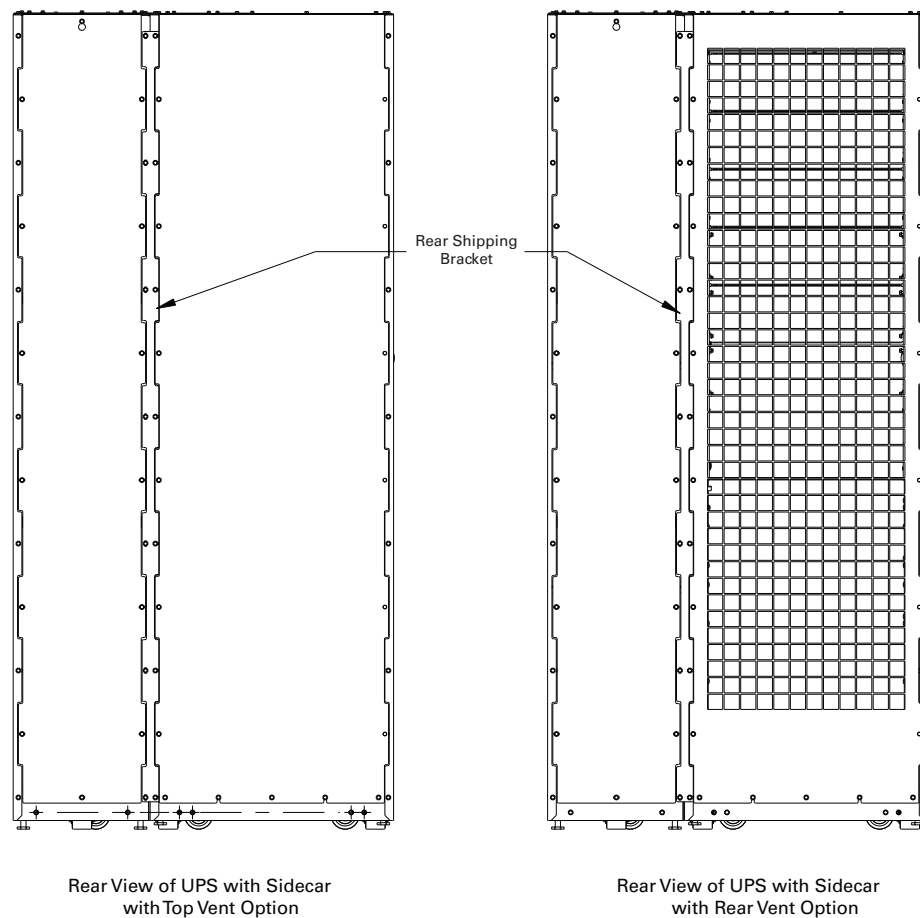 Rear Shipping
Bracket
Rear View of UPS with Sidecar
with Top Vent Option
Rear View of UPS with Sidecar
with Rear Vent Option